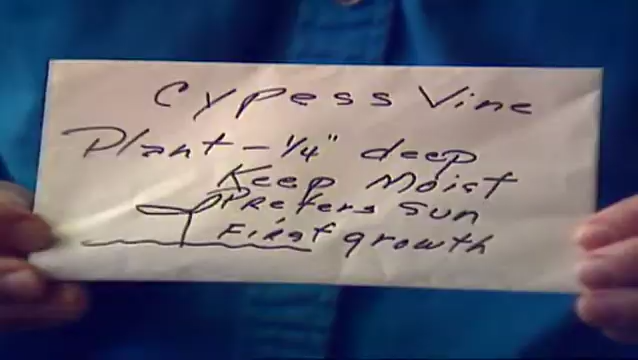 Cypess Vine
Plant - 1/4" deep
Keep Moist
Prefers Sun
First growth